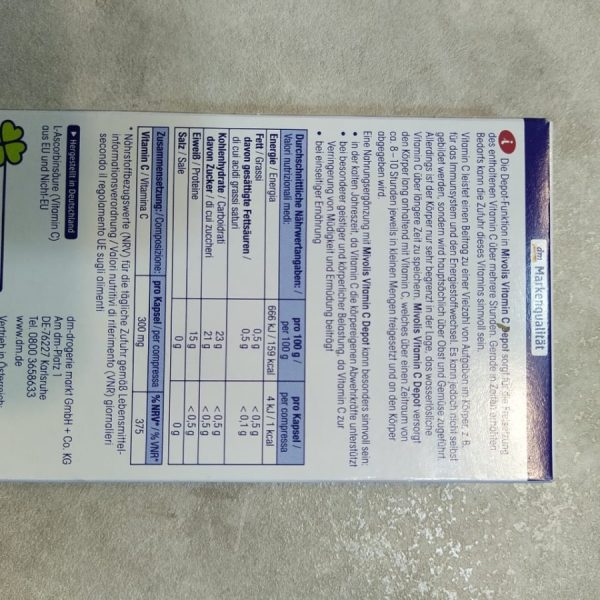 dm Markenqualität
i Die Depot-Funktion in Mivolis Vitamin C Depot sorgt für die Freisetzung
des enthaltenen Vitamin C über mehrere Stunden. Gerade in Zeiten erhöhten
Bedarfs kann die Zufuhr dieses Vitamins sinnvoll sein.
Vitamin C leistet einen Beitrag zu einer Vielzahl von Aufgaben im Körper, z. B.
für das Immunsystem und den Energiestoffwechsel. Es kann jedoch nicht selbst
gebildet werden, sondern wird hauptsächlich über Obst und Gemüse zugeführt.
Allerdings ist der Körper nur sehr begrenzt in der Lage, das wasserlösliche
Vitamin C über längere Zeit zu speichern. Mivolis Vitamin C Depot versorgt
den Körper lang anhaltend mit Vitamin C, welches über einen Zeitraum von
ca. 8 – 10 Stunden jeweils in kleinen Mengen freigesetzt und an den Körper
abgegeben wird.
Eine Nahrungsergänzung mit Mivolis Vitamin C Depot kann besonders sinnvoll sein:
• in der kalten Jahreszeit, da Vitamin C die körpereigenen Abwehrkräfte unterstützt
• bei besonderer geistiger und körperlicher Belastung, da Vitamin C zur
Verringerung von Müdigkeit und Ermüdung beiträgt
• bei einseitiger Ernährung
Durchschnittliche Nährwertangaben: / pro 100 g / pro Kapsel /
Valori nutrizionali medi: per 100 g per compressa
Energie / Energia 666 kJ / 159 kcal 4 kJ / 1 kcal
Fett / Grassi 0,5 g < 0,5 g
davon gesättigte Fettsäuren / 0,5 g < 0,1 g
di cui acidi grassi saturi
Kohlenhydrate / Carboidrati 23 g < 0,5 g
davon Zucker / di cui zuccheri 21 g < 0,5 g
Eiweiß / Proteine 15 g < 0,5 g
Salz / Sale 0 g 0 g
Zusammensetzung: / Composizione: pro Kapsel / per compressa % NRV* / % VNR*
Vitamin C / Vitamina C 300 mg 375
* Nährstoffbezugswerte (NRV) für die tägliche Zufuhr gemäß Lebensmittel-
informationsverordnung / Valori nutritivi di riferimento (VNR) giornalieri
secondo il regolamento UE sugli alimenti
Hergestellt in Deutschland
L-Ascorbinsäure (Vitamin C)
aus EU und Nicht-EU
dm-drogerie markt GmbH + Co. KG
Am dm-Platz 1
DE-76227 Karlsruhe
Tel. 0800 3658633
www.dm.de
Vertrieb in Österreich: